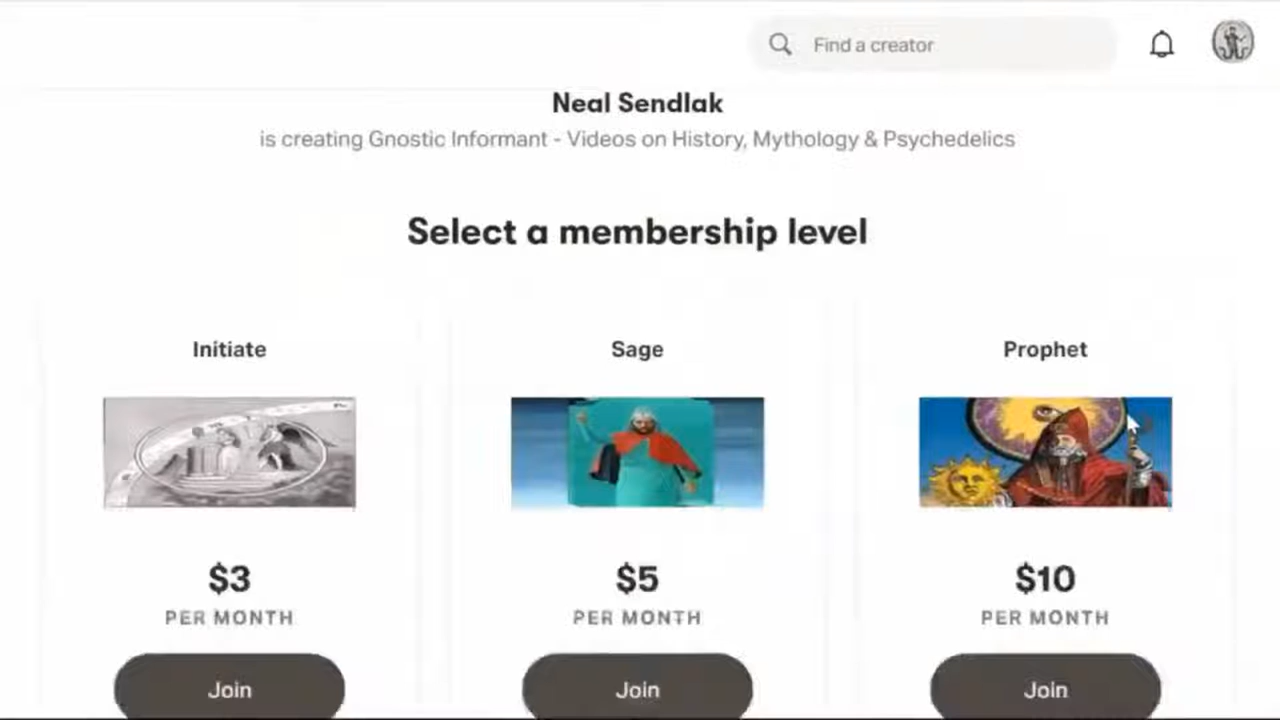 Find a creator
Neal Sendlak
is creating Gnostic Informant - Videos on History, Mythology & Psychedelics
Select a membership level
Initiate
Sage
Prophet
$3
PER MONTH
$5
PER MONTH
$10
PER MONTH
Join
Join
Join